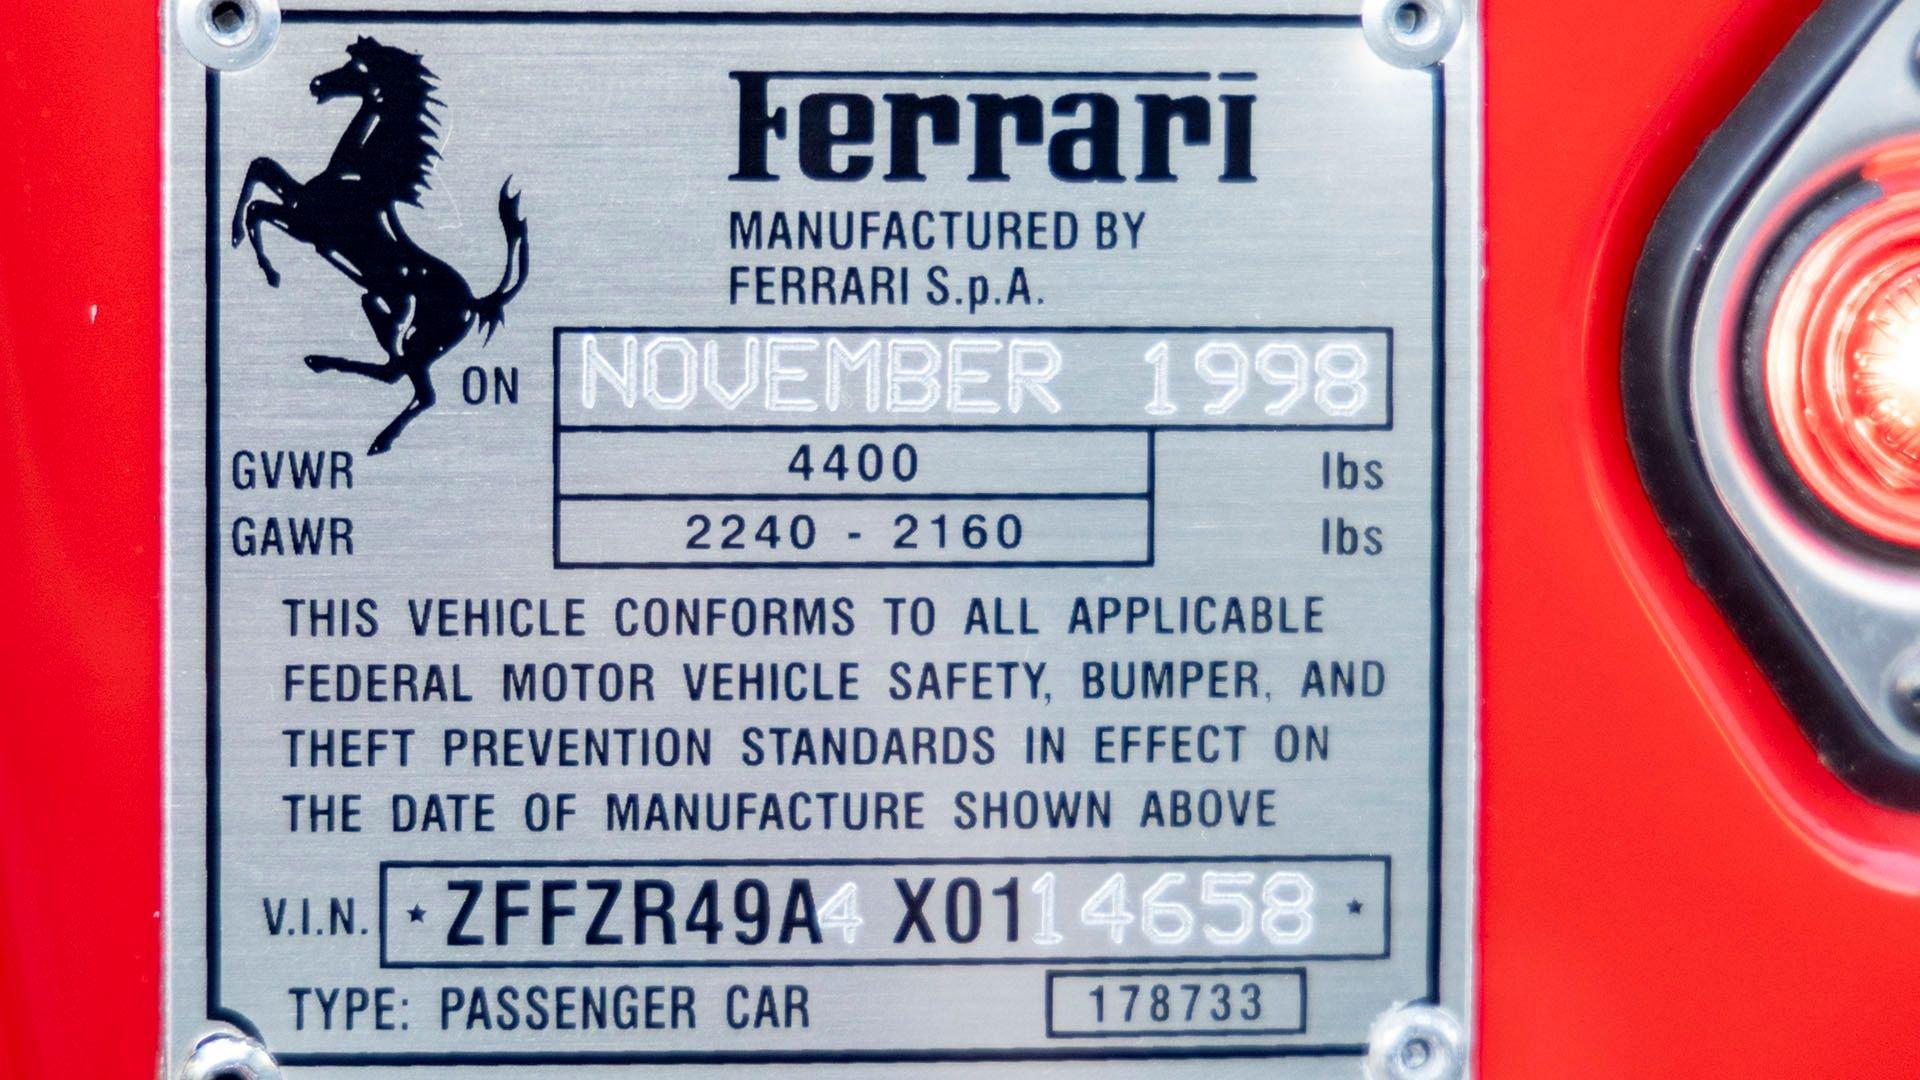 Ferrari
MANUFACTURED BY
FERRARI S.p.A.
ON NOVEMBER 1998
GVWR 4400 lbs
GAWR 2240 - 2160 lbs
THIS VEHICLE CONFORMS TO ALL APPLICABLE
FEDERAL MOTOR VEHICLE SAFETY, BUMPER, AND
THEFT PREVENTION STANDARDS IN EFFECT ON
THE DATE OF MANUFACTURE SHOWN ABOVE
V.I.N. * ZFFZR49A4 X0114658 *
TYPE: PASSENGER CAR 178733